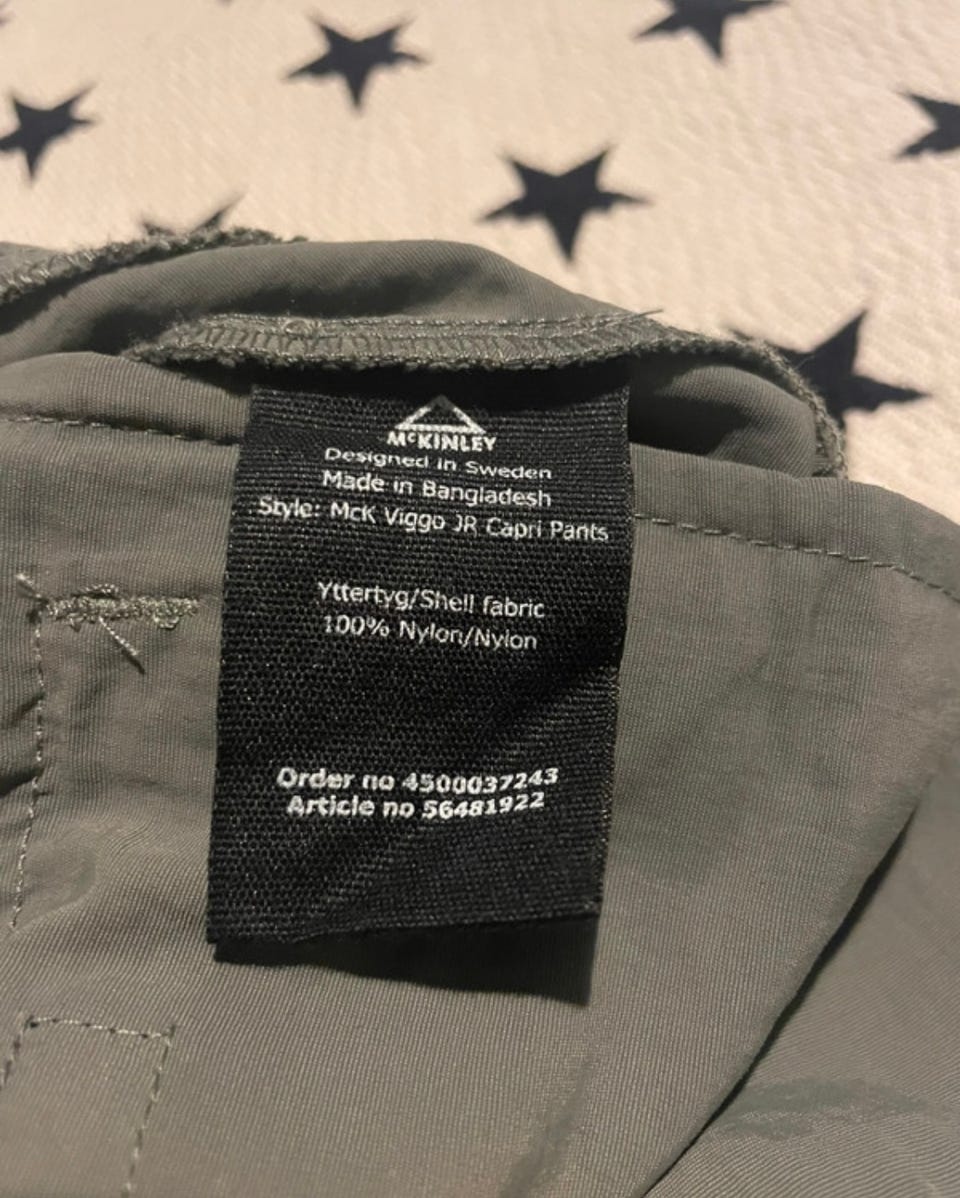 McKINLEY
Designed in Sweden
Made in Bangladesh
Style: McK Viggo JR Capri Pants
Yttertyg/Shell fabric
100% Nylon/Nylon
Order no 4500037243
Article no 56481922